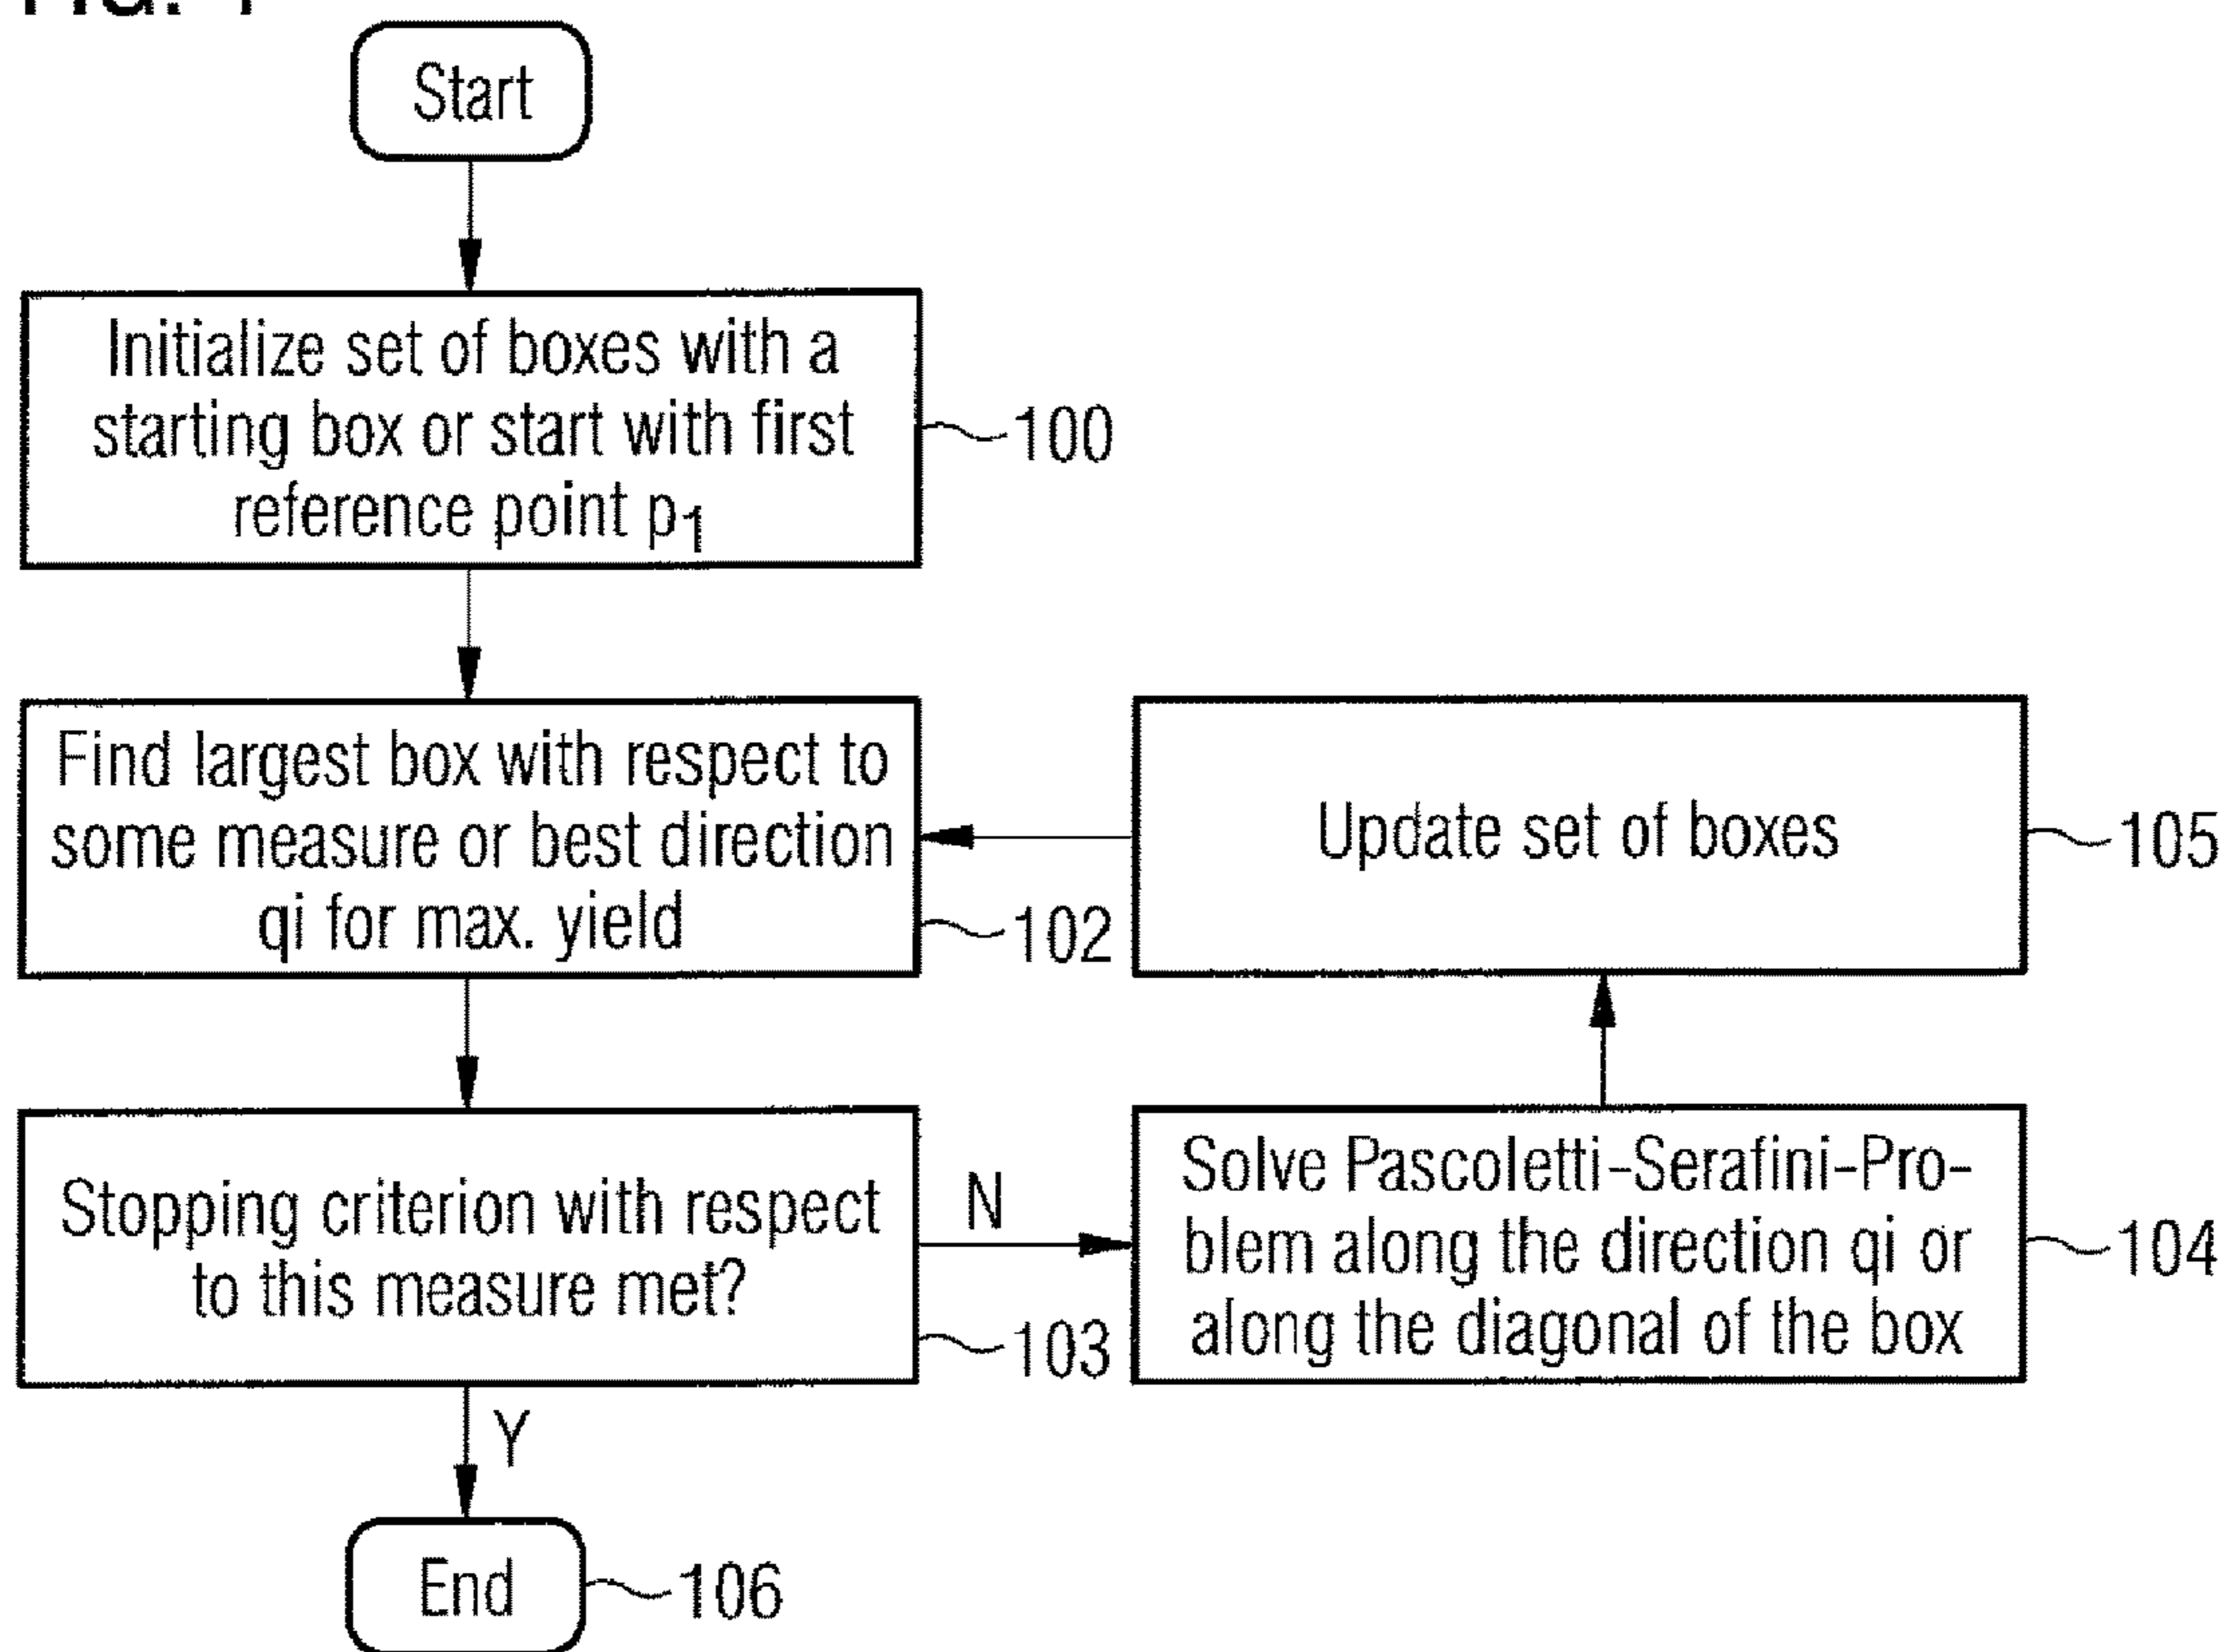 Start
Initialize set of boxes with a
starting box or start with first
reference point p1
100
Find largest box with respect to
some measure or best direction
qi for max. yield
102
Update set of boxes
105
Stopping criterion with respect
to this measure met?
103
N
Solve Pascoletti-Serafini-Pro-
blem along the direction qi or
along the diagonal of the box
104
Y
End
106